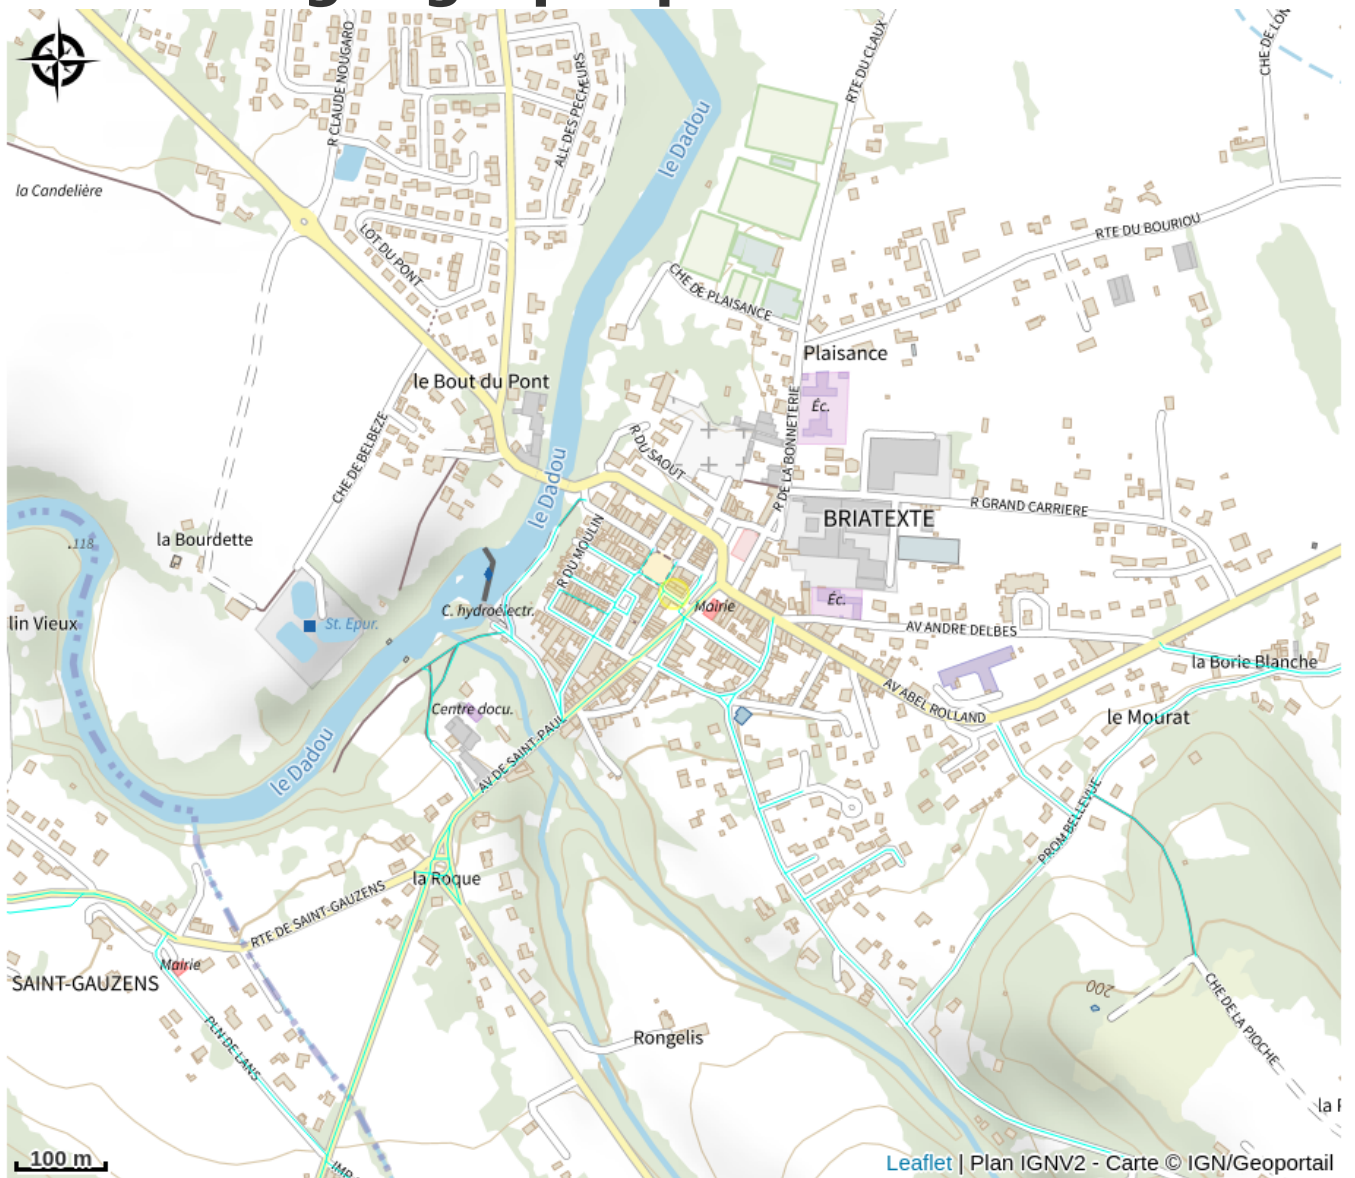 R CLAUDE NOUGARO
ALL DES PECHEURS
RTE DU CLAUX
le Dadou
la Candelière
LOT DU PONT
RTE DU BOURIOU
CHE DE PLAISANCE
Plaisance
le Bout du Pont
Éc.
R DE LA BONNETERIE
R DU SAOUT
CHE DE BELBEZE
le Dadou
R GRAND CARRIERE
BRIATEXTE
.118
la Bourdette
R DU MOULIN
C. hydroélectr.
Mairie
Éc.
lin Vieux
St. Epur.
AV ANDRE DELBES
la Borie Blanche
AV ABEL ROLLAND
le Mourat
Centre docu.
AV DE SAINT-PAUL
le Dadou
PROM BELLEVUE
la Roque
RTE DE SAINT-GAUZENS
Mairie
SAINT-GAUZENS
200
CHE DE LA PIOCHE
PLN DE LANS
Rongelis
IMP
100 m
Leaflet | Plan IGNV2 - Carte © IGN/Geoportail